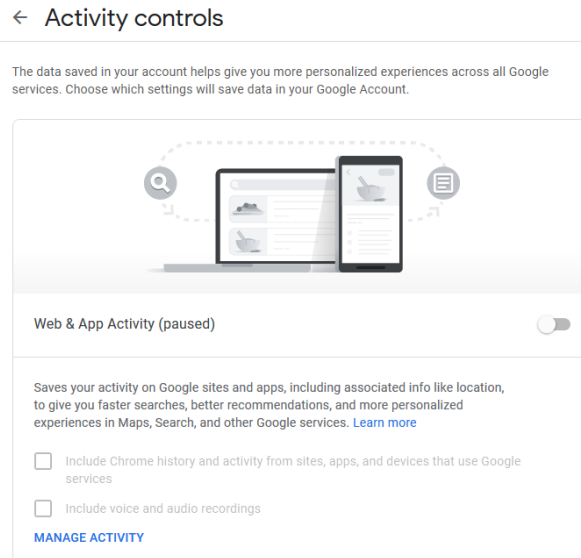 Activity controls
The data saved in your account helps give you more personalized experiences across all Google
services. Choose which settings will save data in your Google Account.
Web & App Activity (paused)
Saves your activity on Google sites and apps, including associated info like location,
to give you faster searches, better recommendations, and more personalized
experiences in Maps, Search, and other Google services. Learn more
Include Chrome history and activity from sites, apps, and devices that use Google
services
Include voice and audio recordings
MANAGE ACTIVITY